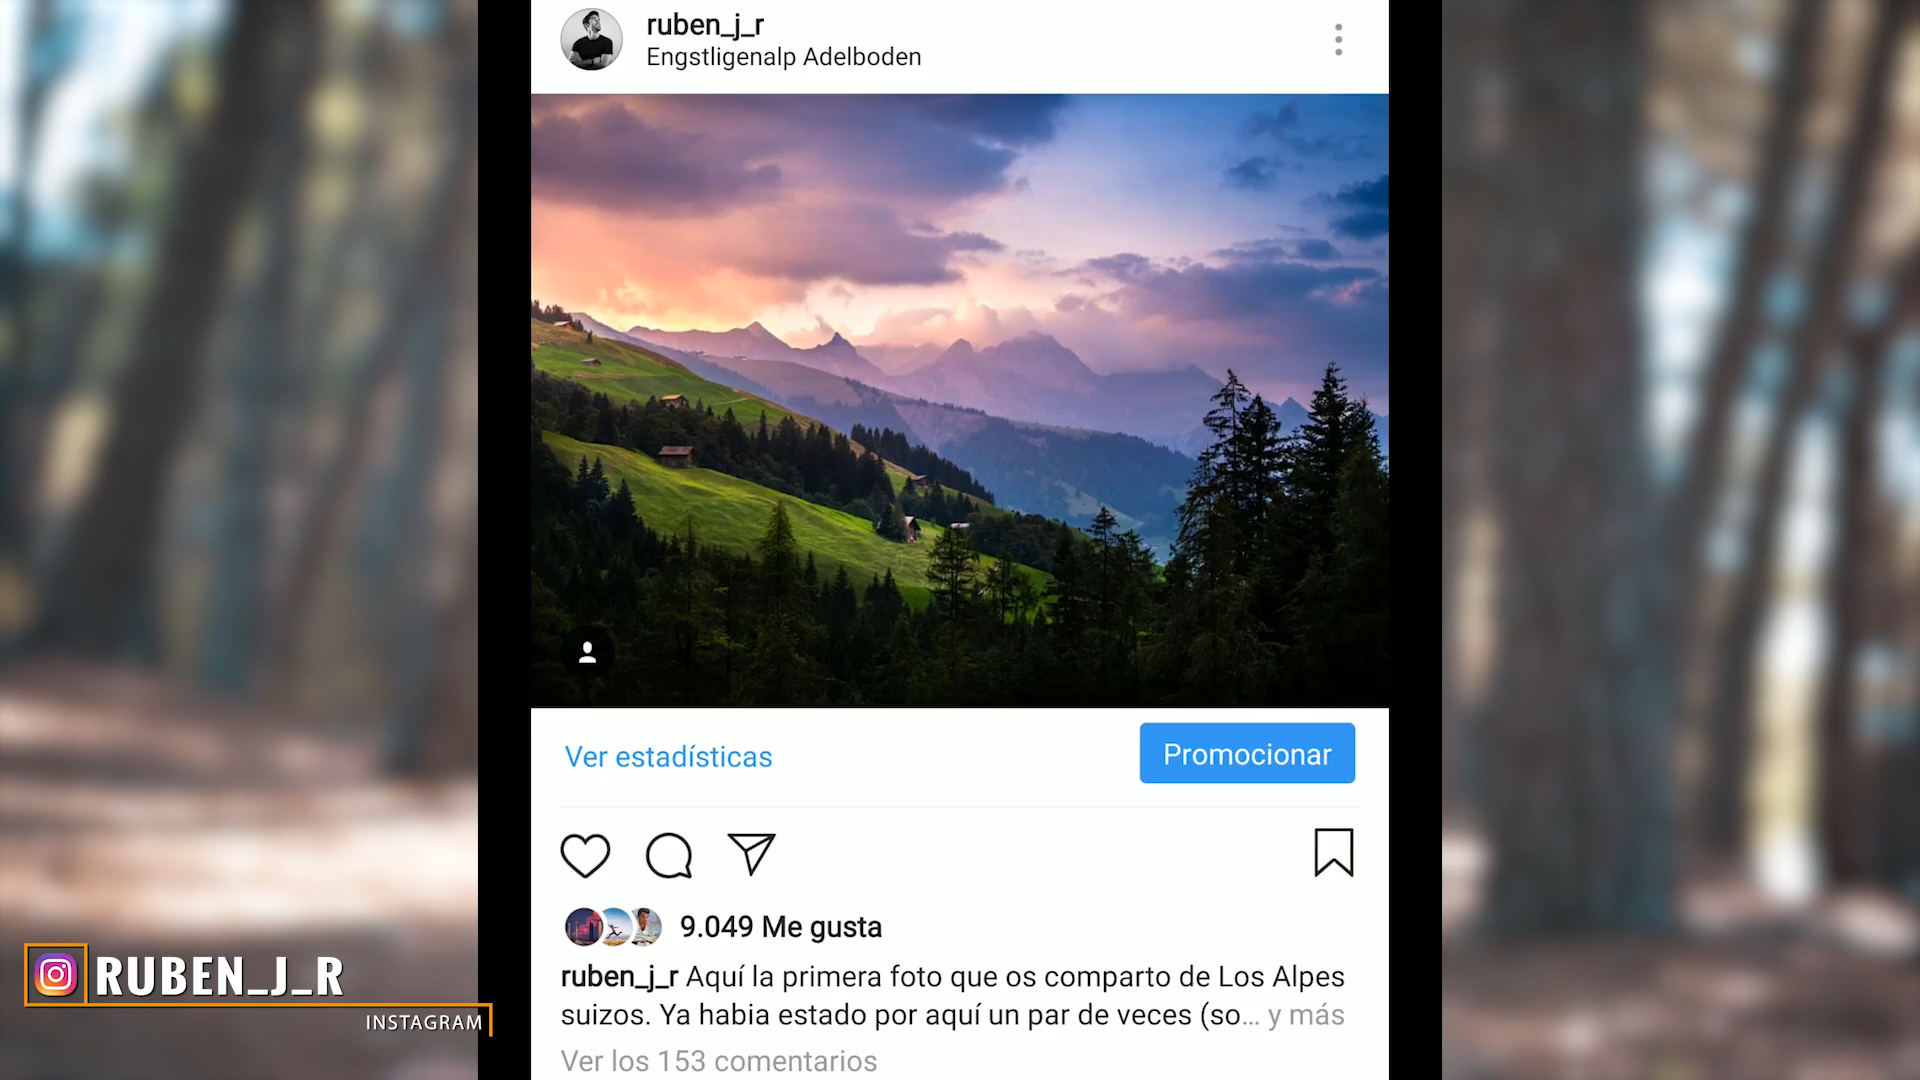 ruben_j_r
Engstligenalp Adelboden
Ver estadísticas
Promocionar
9.049 Me gusta
ruben_j_r Aquí la primera foto que os comparto de Los Alpes
suizos. Ya habia estado por aquí un par de veces (so... y más
Ver los 153 comentarios
RUBEN_J_R
INSTAGRAM